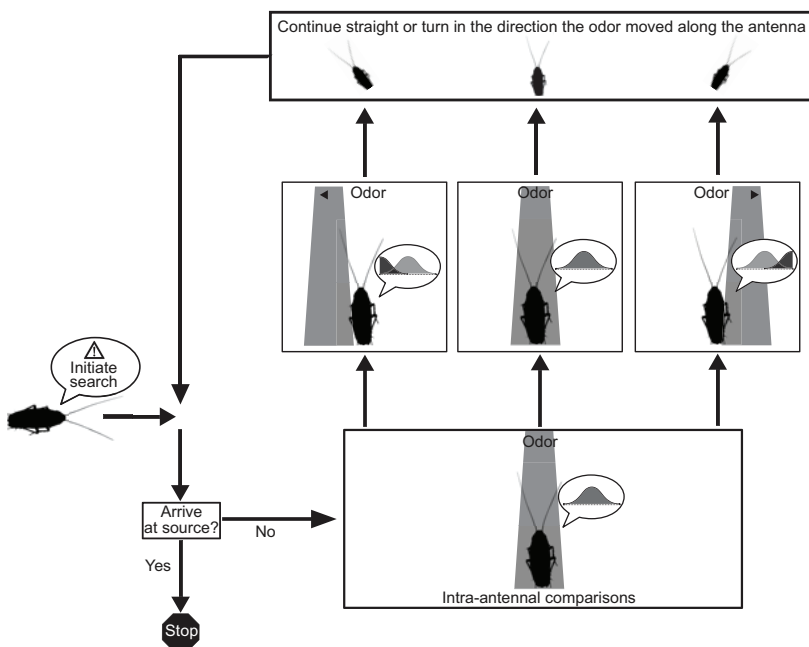 Continue straight or turn in the direction the odor moved along the antenna
Odor
Odor
Odor
Initiate
search
Odor
Arrive
at source?
No
Yes
Intra-antennal comparisons
Stop